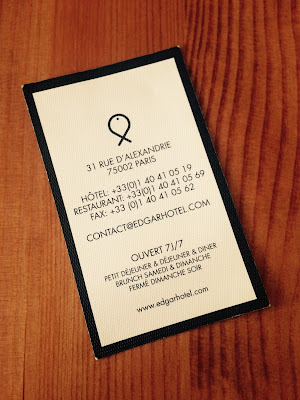 31 RUE D'ALEXANDRIE
75002 PARIS
HÔTEL: +33(0)1 40 41 05 19
RESTAURANT: +33(0)1 40 41 05 69
FAX: +33 (0)1 40 41 05 62
CONTACT@EDGARHOTEL.COM
OUVERT 7J/7
PETIT DÉJEUNER & DÉJEUNER & DINER
BRUNCH SAMEDI & DIMANCHE
FERMÉ DIMANCHE SOIR
www.edgarhotel.com